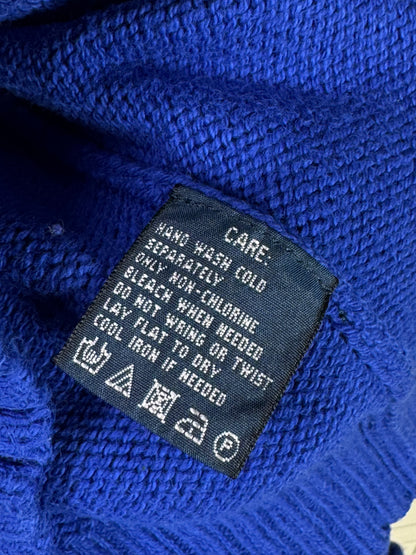 CARE:
HAND WASH COLD
SEPARATELY
ONLY NON-CHLORINE
BLEACH WHEN NEEDED
DO NOT WRING OR TWIST
LAY FLAT TO DRY
COOL IRON IF NEEDED
P